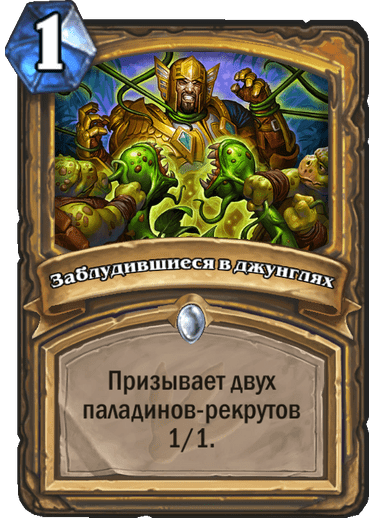 1
Заблудившиеся в джунглях
Призывает двух
паладинов-рекрутов
1/1.